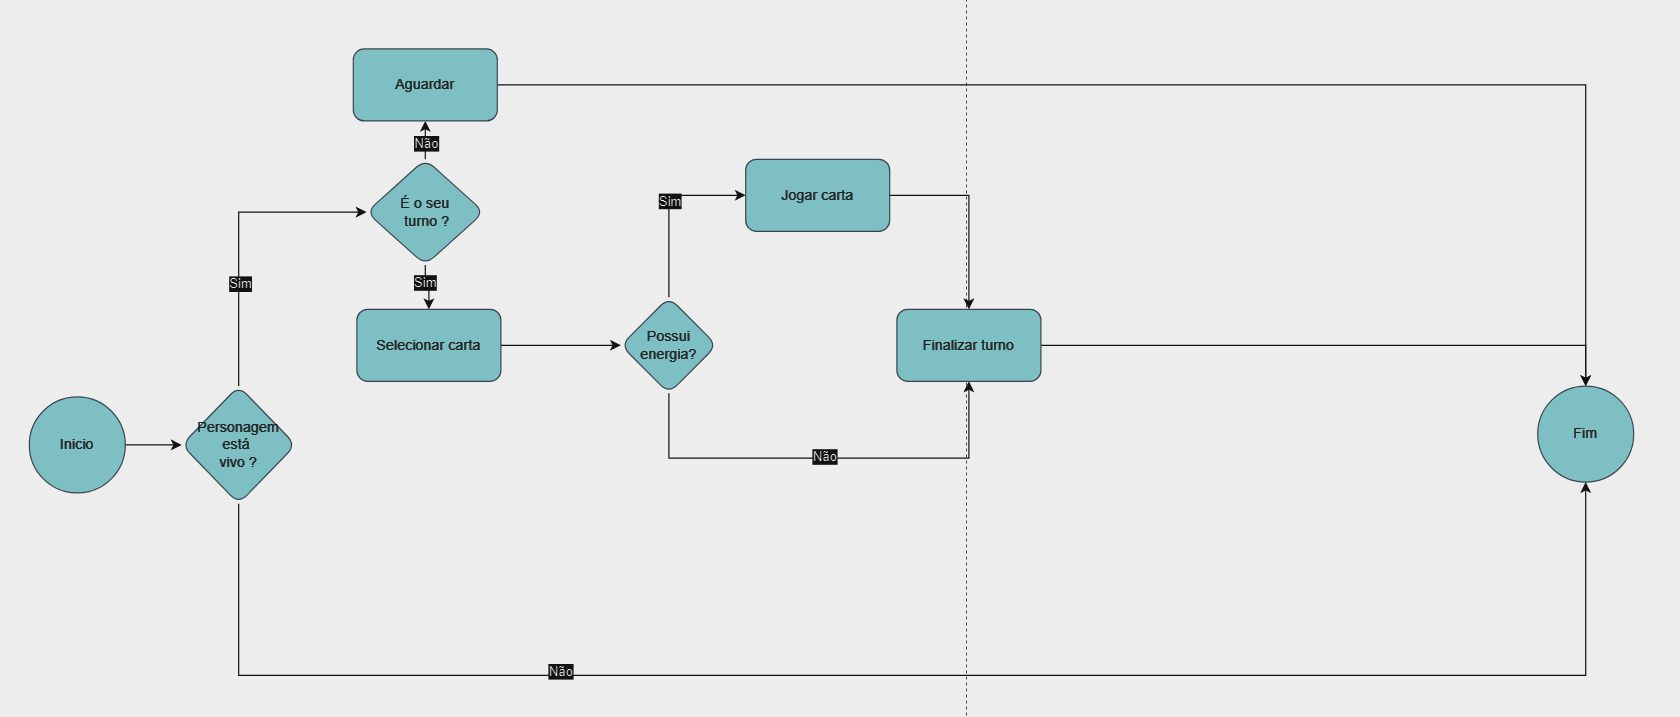 Aguardar
Não
É o seu
turno ?
Sim
Jogar carta
Sim
Sim
Selecionar carta
Possui
energia?
Finalizar turno
Inicio
Personagem
está
vivo ?
Não
Fim
Não